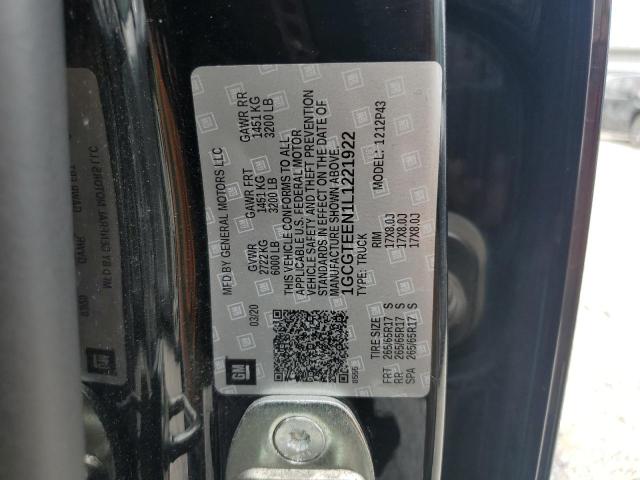 MFD BY GENERAL MOTORS LLC
03/20
GVWR GAWR FRT GAWR RR
2722 KG 1451 KG 1451 KG
6000 LB 3200 LB 3200 LB
THIS VEHICLE CONFORMS TO ALL
APPLICABLE U.S. FEDERAL MOTOR
VEHICLE SAFETY AND THEFT PREVENTION
STANDARDS IN EFFECT ON THE DATE OF
MANUFACTURE SHOWN ABOVE.
1GCGTEEN1L1221922
TYPE: TRUCK MODEL: 1212P43
TIRE SIZE RIM
FRT 265/65R17 S 17X8.0J
RR 265/65R17 S 17X8.0J
SPA 265/65R17 S 17X8.0J
GM